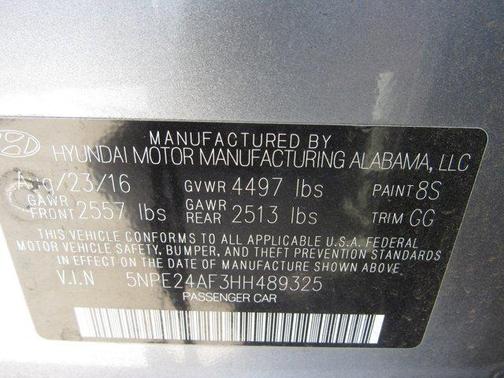 MANUFACTURED BY
HYUNDAI MOTOR MANUFACTURING ALABAMA, LLC
Aug/23/16 GVWR 4497 lbs PAINT 8S
GAWR FRONT 2557 lbs GAWR REAR 2513 lbs TRIM GG
THIS VEHICLE CONFORMS TO ALL APPLICABLE U.S.A. FEDERAL
MOTOR VEHICLE SAFETY, BUMPER, AND THEFT PREVENTION STANDARDS
IN EFFECT ON THE DATE OF MANUFACTURE SHOWN ABOVE.
V.I.N 5NPE24AF3HH489325
PASSENGER CAR